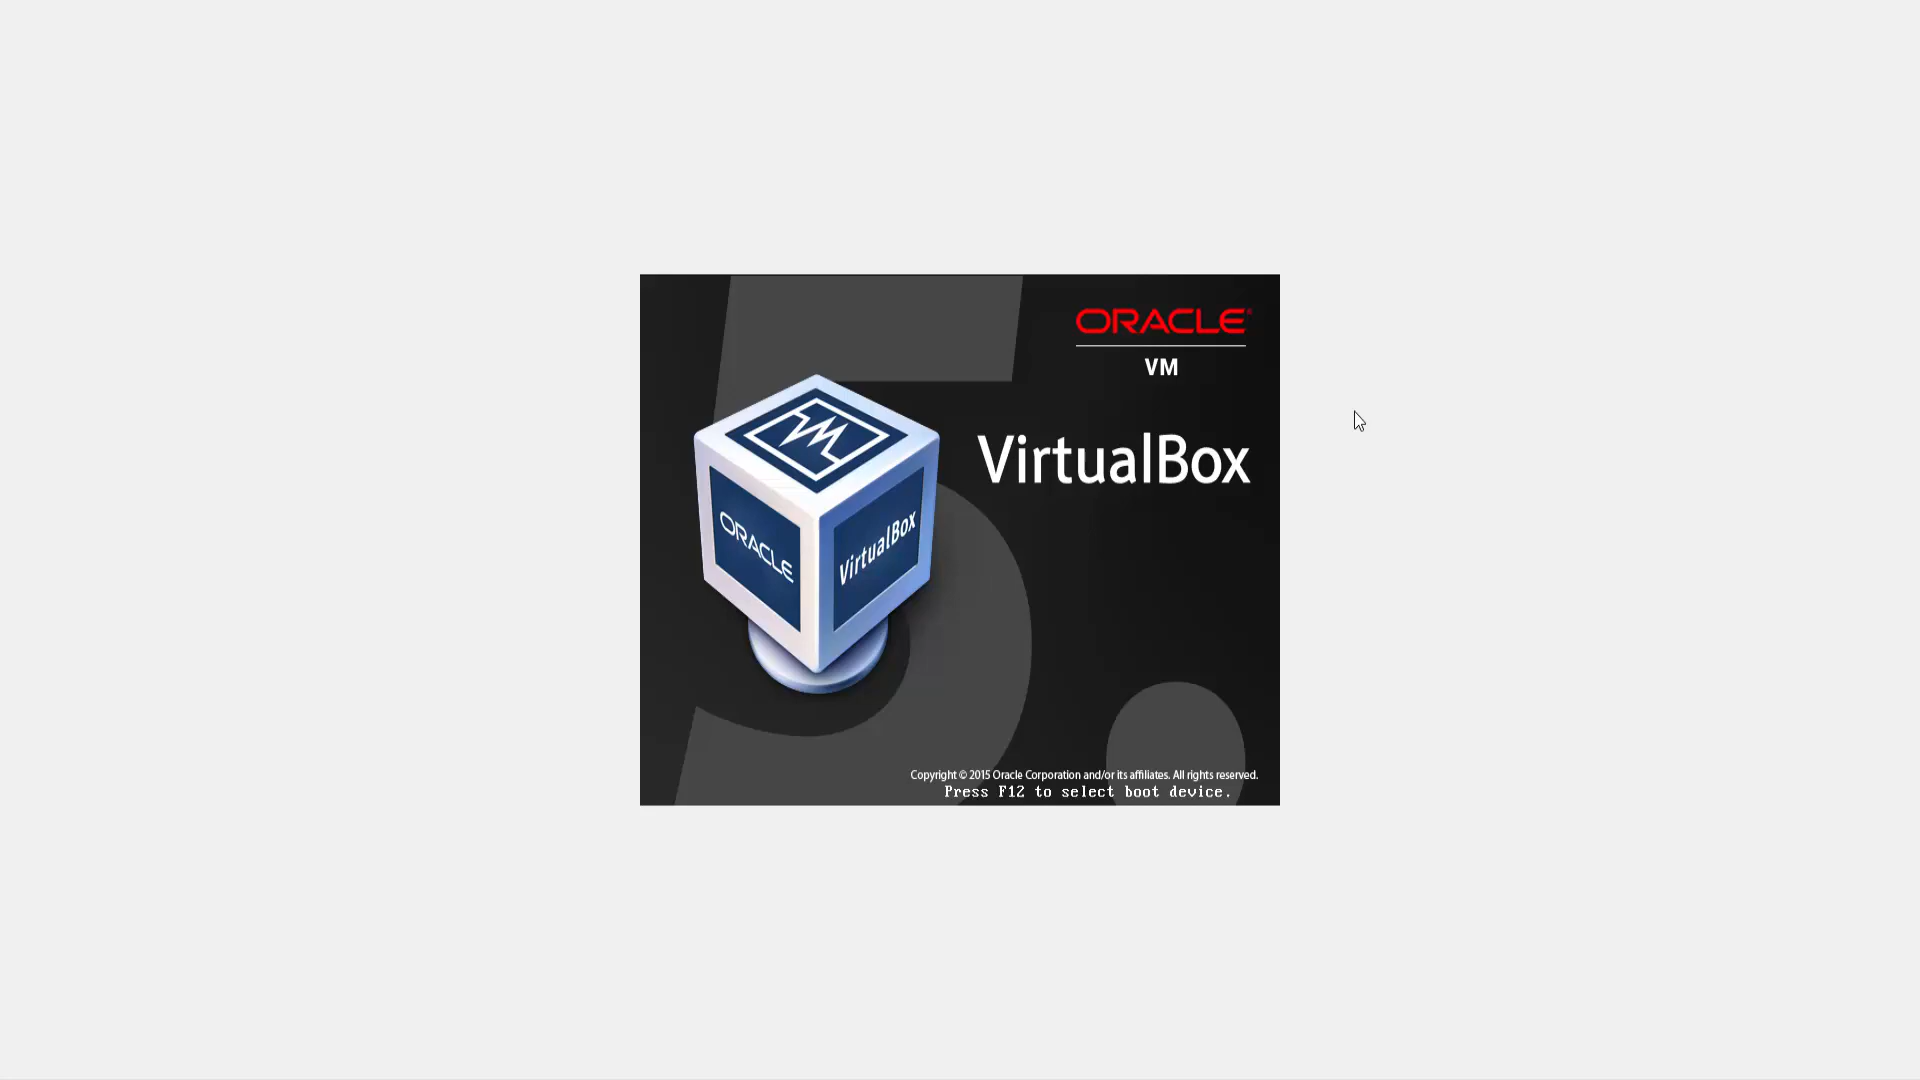 ORACLE®
VM
VirtualBox
ORACLE
VirtualBox
Copyright © 2015 Oracle Corporation and/or its affiliates. All rights reserved.
Press F12 to select boot device.